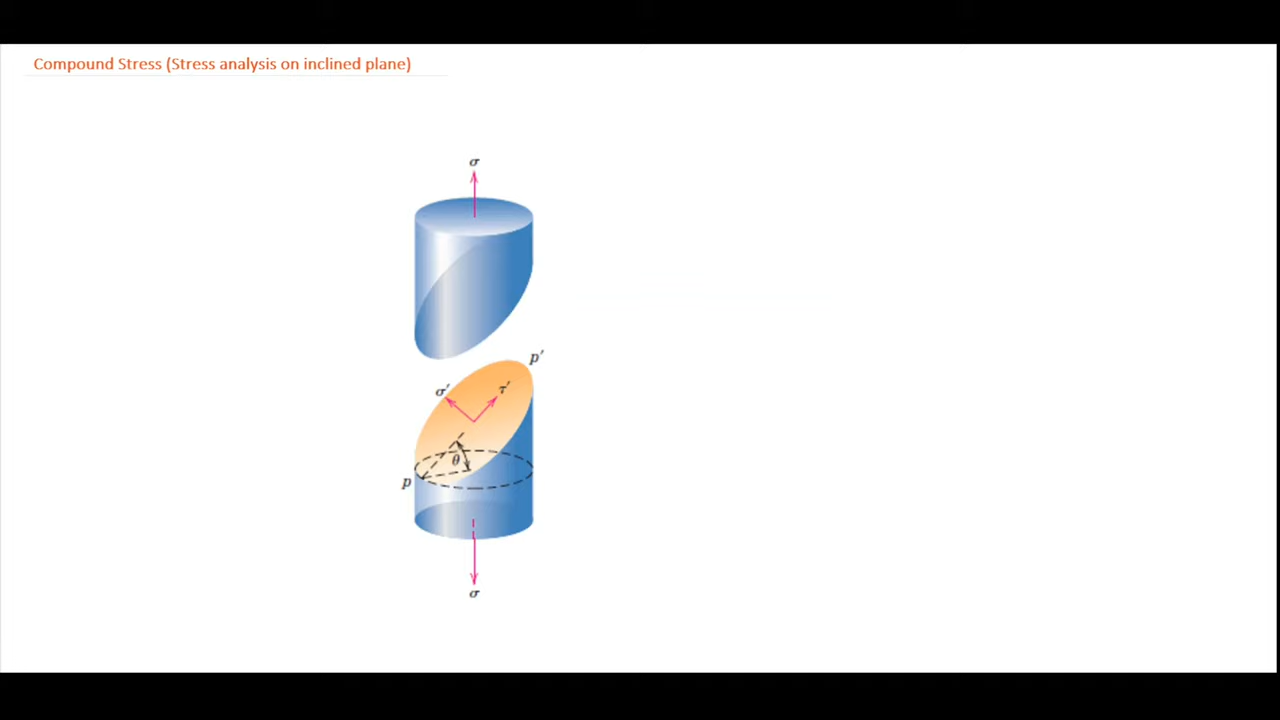 Compound Stress (Stress analysis on inclined plane)
σ
p′
σ′
τ′
θ
p
σ